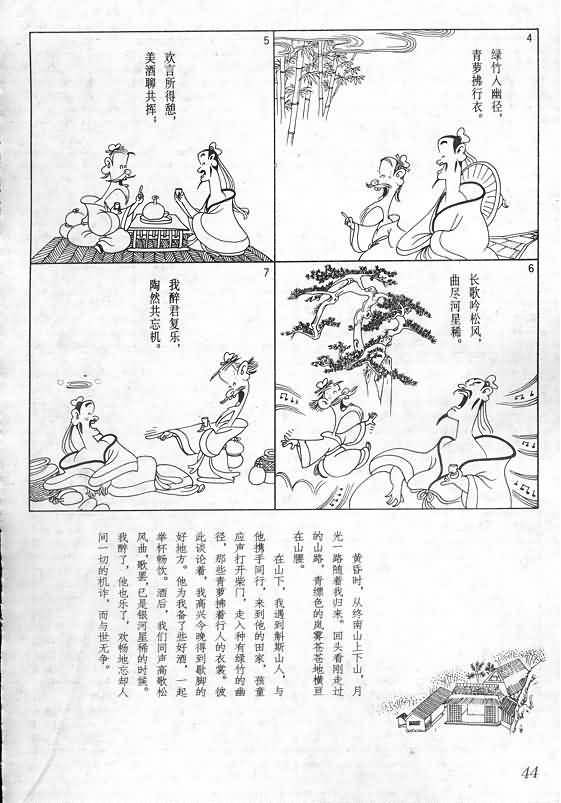 4
绿竹入幽径，
青萝拂行衣。
5
欢言所得憩，
美酒聊共挥；
6
长歌吟松风，
曲尽河星稀。
7
我醉君复乐，
陶然共忘机。
黄昏时，从终南山上下山，月
光一路随着我归来。回头看刚走过
的山路，青缥色的岚雾苍苍地横亘
在山腰。
在山下，我遇到斛斯山人，与
他携手同行，来到他的田家，孩童
应声打开柴门，走入种有绿竹的幽
径，那些青萝拂着行人的衣裳。彼
此谈论着，我高兴今晚得到歇脚的
好地方。他为我备了些好酒，一起
举杯畅饮。酒后，我们同声高歌松
风曲，歌罢，已是银河星稀的时候。
我醉了，他也乐了，欢畅地忘却人
间一切的机诈，而与世无争。
44